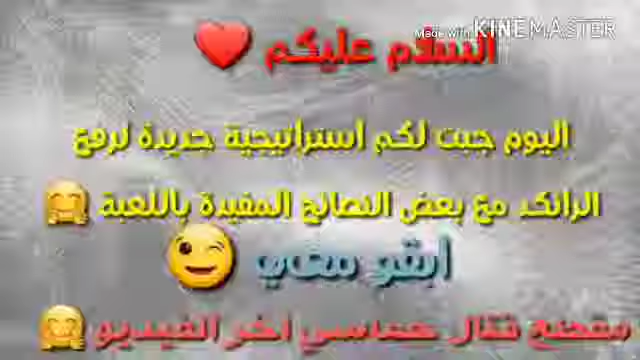 Made with KINEMASTER
السلام عليكم ❤️
اليوم جبت لكم استراتيجية جديدة لرفع
الرانك مع بعض النصائح المفيدة باللعبة 🤗
ابقو معي 😉
مقطع قتال حماسي اخر الفيديو 🤗